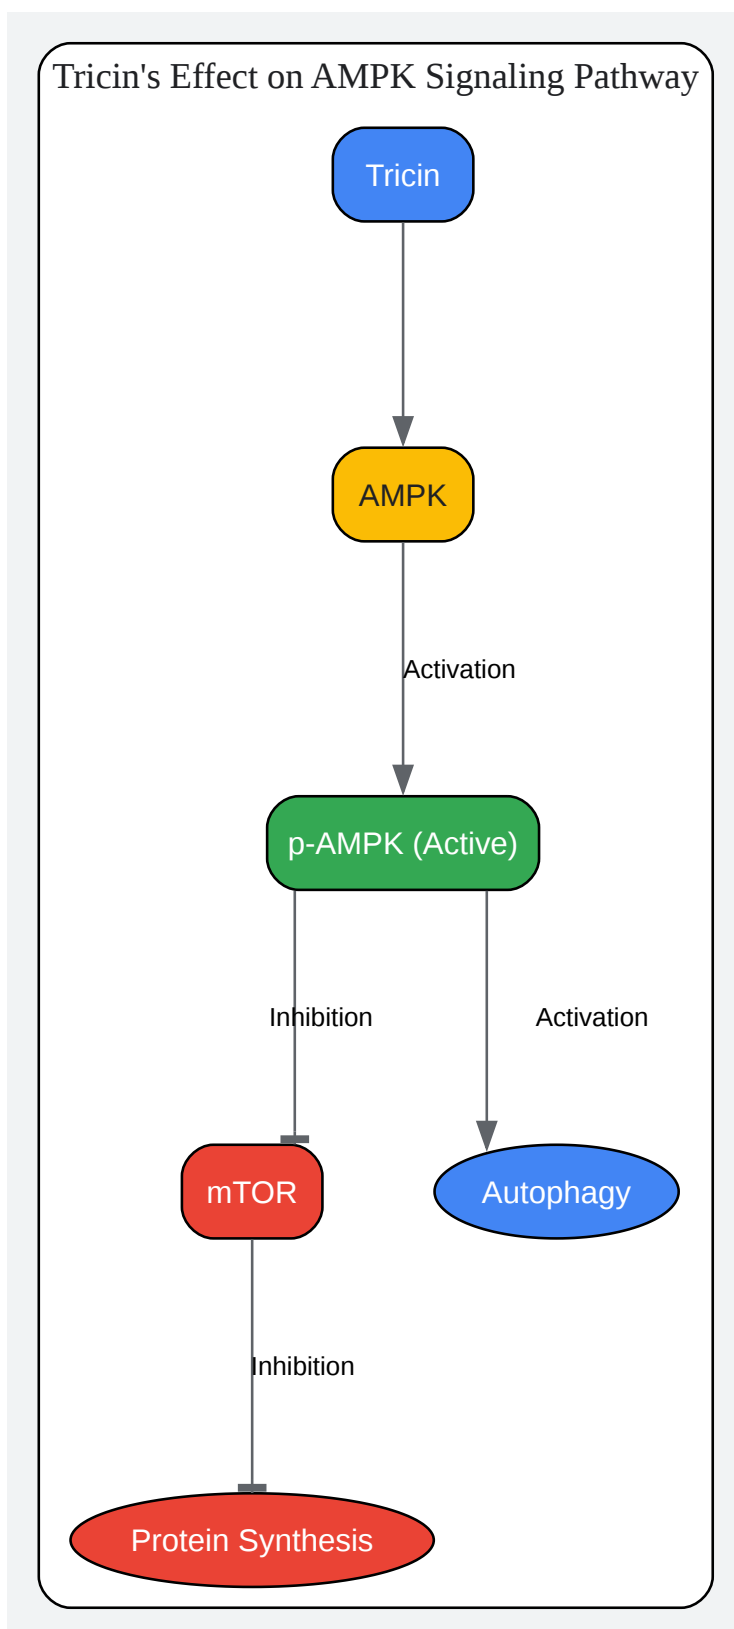 Tricin's Effect on AMPK Signaling Pathway
Tricin
AMPK
Activation
p-AMPK (Active)
Inhibition
Activation
mTOR
Autophagy
Inhibition
Protein Synthesis